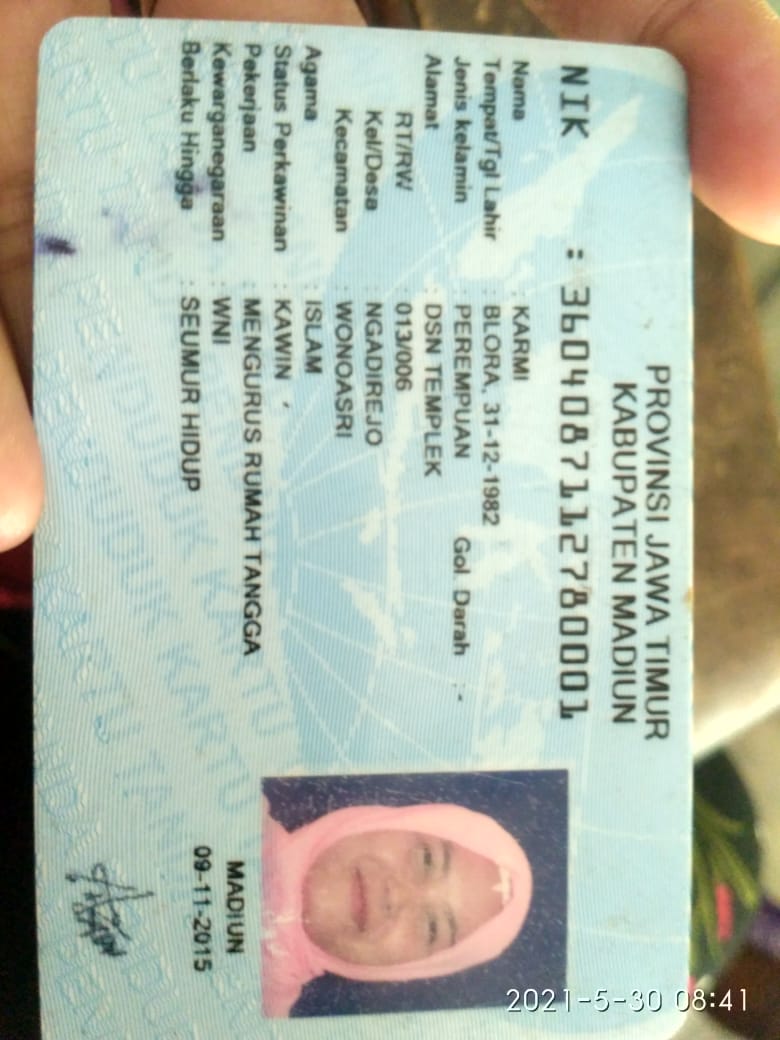 PROVINSI JAWA TIMUR
KABUPATEN MADIUN
NIK : 3604087112780001
Nama : KARMI
Tempat/Tgl Lahir : BLORA, 31-12-1982
Jenis kelamin : PEREMPUAN Gol. Darah : -
Alamat : DSN TEMPLEK
RT/RW : 013/006
Kel/Desa : NGADIREJO
Kecamatan : WONOASRI
Agama : ISLAM
Status Perkawinan : KAWIN
Pekerjaan : MENGURUS RUMAH TANGGA
Kewarganegaraan : WNI
Berlaku Hingga : SEUMUR HIDUP
MADIUN
09-11-2015
2021-5-30 08:41